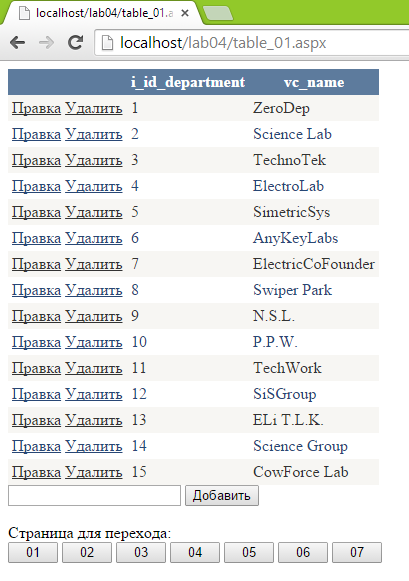 localhost/lab04/table_01.a
localhost/lab04/table_01.aspx
i_id_department vc_name
Правка Удалить 1 ZeroDep
Правка Удалить 2 Science Lab
Правка Удалить 3 TechnoTek
Правка Удалить 4 ElectroLab
Правка Удалить 5 SimetricSys
Правка Удалить 6 AnyKeyLabs
Правка Удалить 7 ElectricCoFounder
Правка Удалить 8 Swiper Park
Правка Удалить 9 N.S.L.
Правка Удалить 10 P.P.W.
Правка Удалить 11 TechWork
Правка Удалить 12 SiSGroup
Правка Удалить 13 ELi T.L.K.
Правка Удалить 14 Science Group
Правка Удалить 15 CowForce Lab
Добавить
Страница для перехода:
01 02 03 04 05 06 07